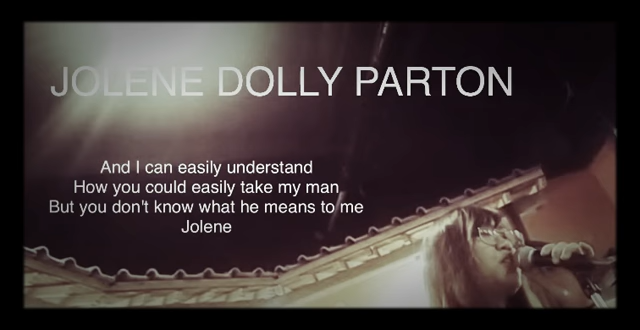 JOLENE DOLLY PARTON
And I can easily understand
How you could easily take my man
But you don't know what he means to me
Jolene